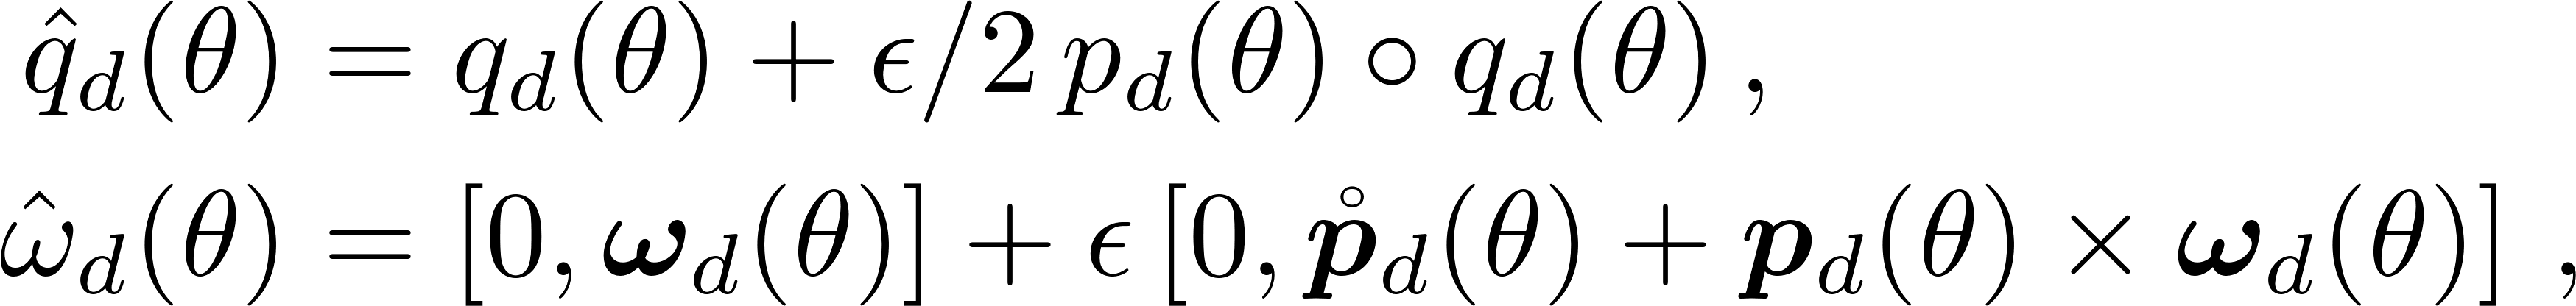 q̂_d(θ) = q_d(θ) + ϵ/2 p_d(θ) ∘ q_d(θ) ,
ω̂_d(θ) = [0, 𝝎_d(θ)] + ϵ [0, 𝒑̊_d(θ) + 𝒑_d(θ) × 𝝎_d(θ)] .